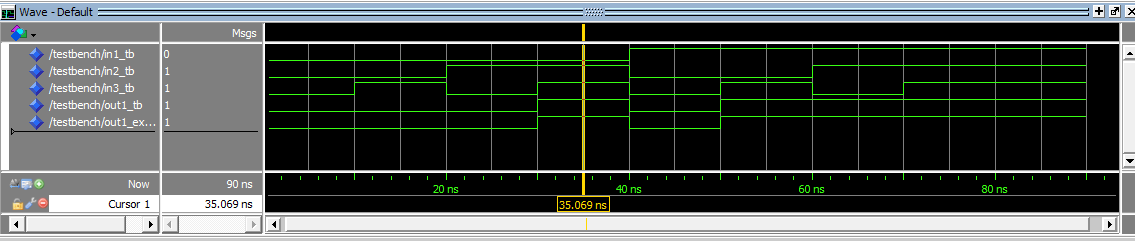 Wave - Default
Msgs
/testbench/in1_tb 0
/testbench/in2_tb 1
/testbench/in3_tb 1
/testbench/out1_tb 1
/testbench/out1_ex... 1
Now 90 ns 20 ns 40 ns 60 ns 80 ns
Cursor 1 35.069 ns 35.069 ns